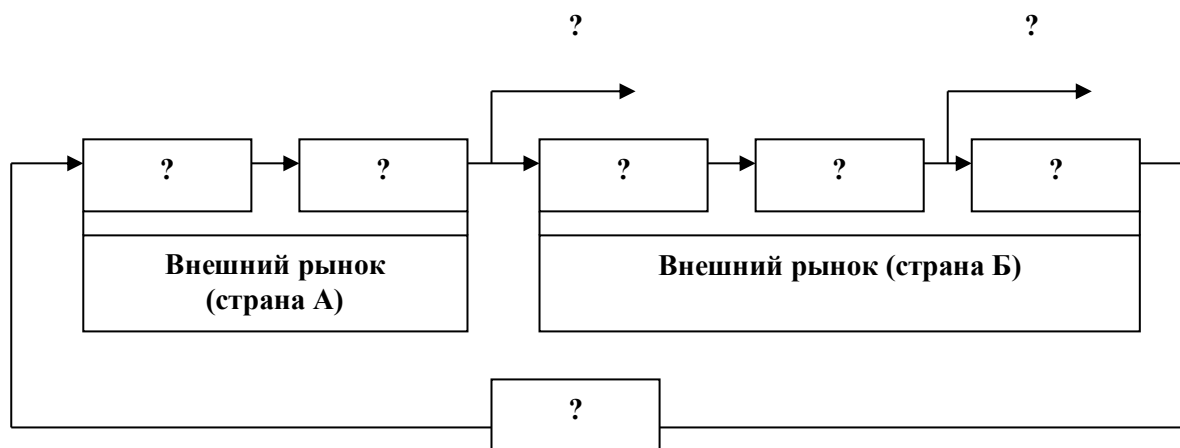 ? ?
? ? ? ? ?
Внешний рынок
(страна А)
Внешний рынок (страна Б)
?